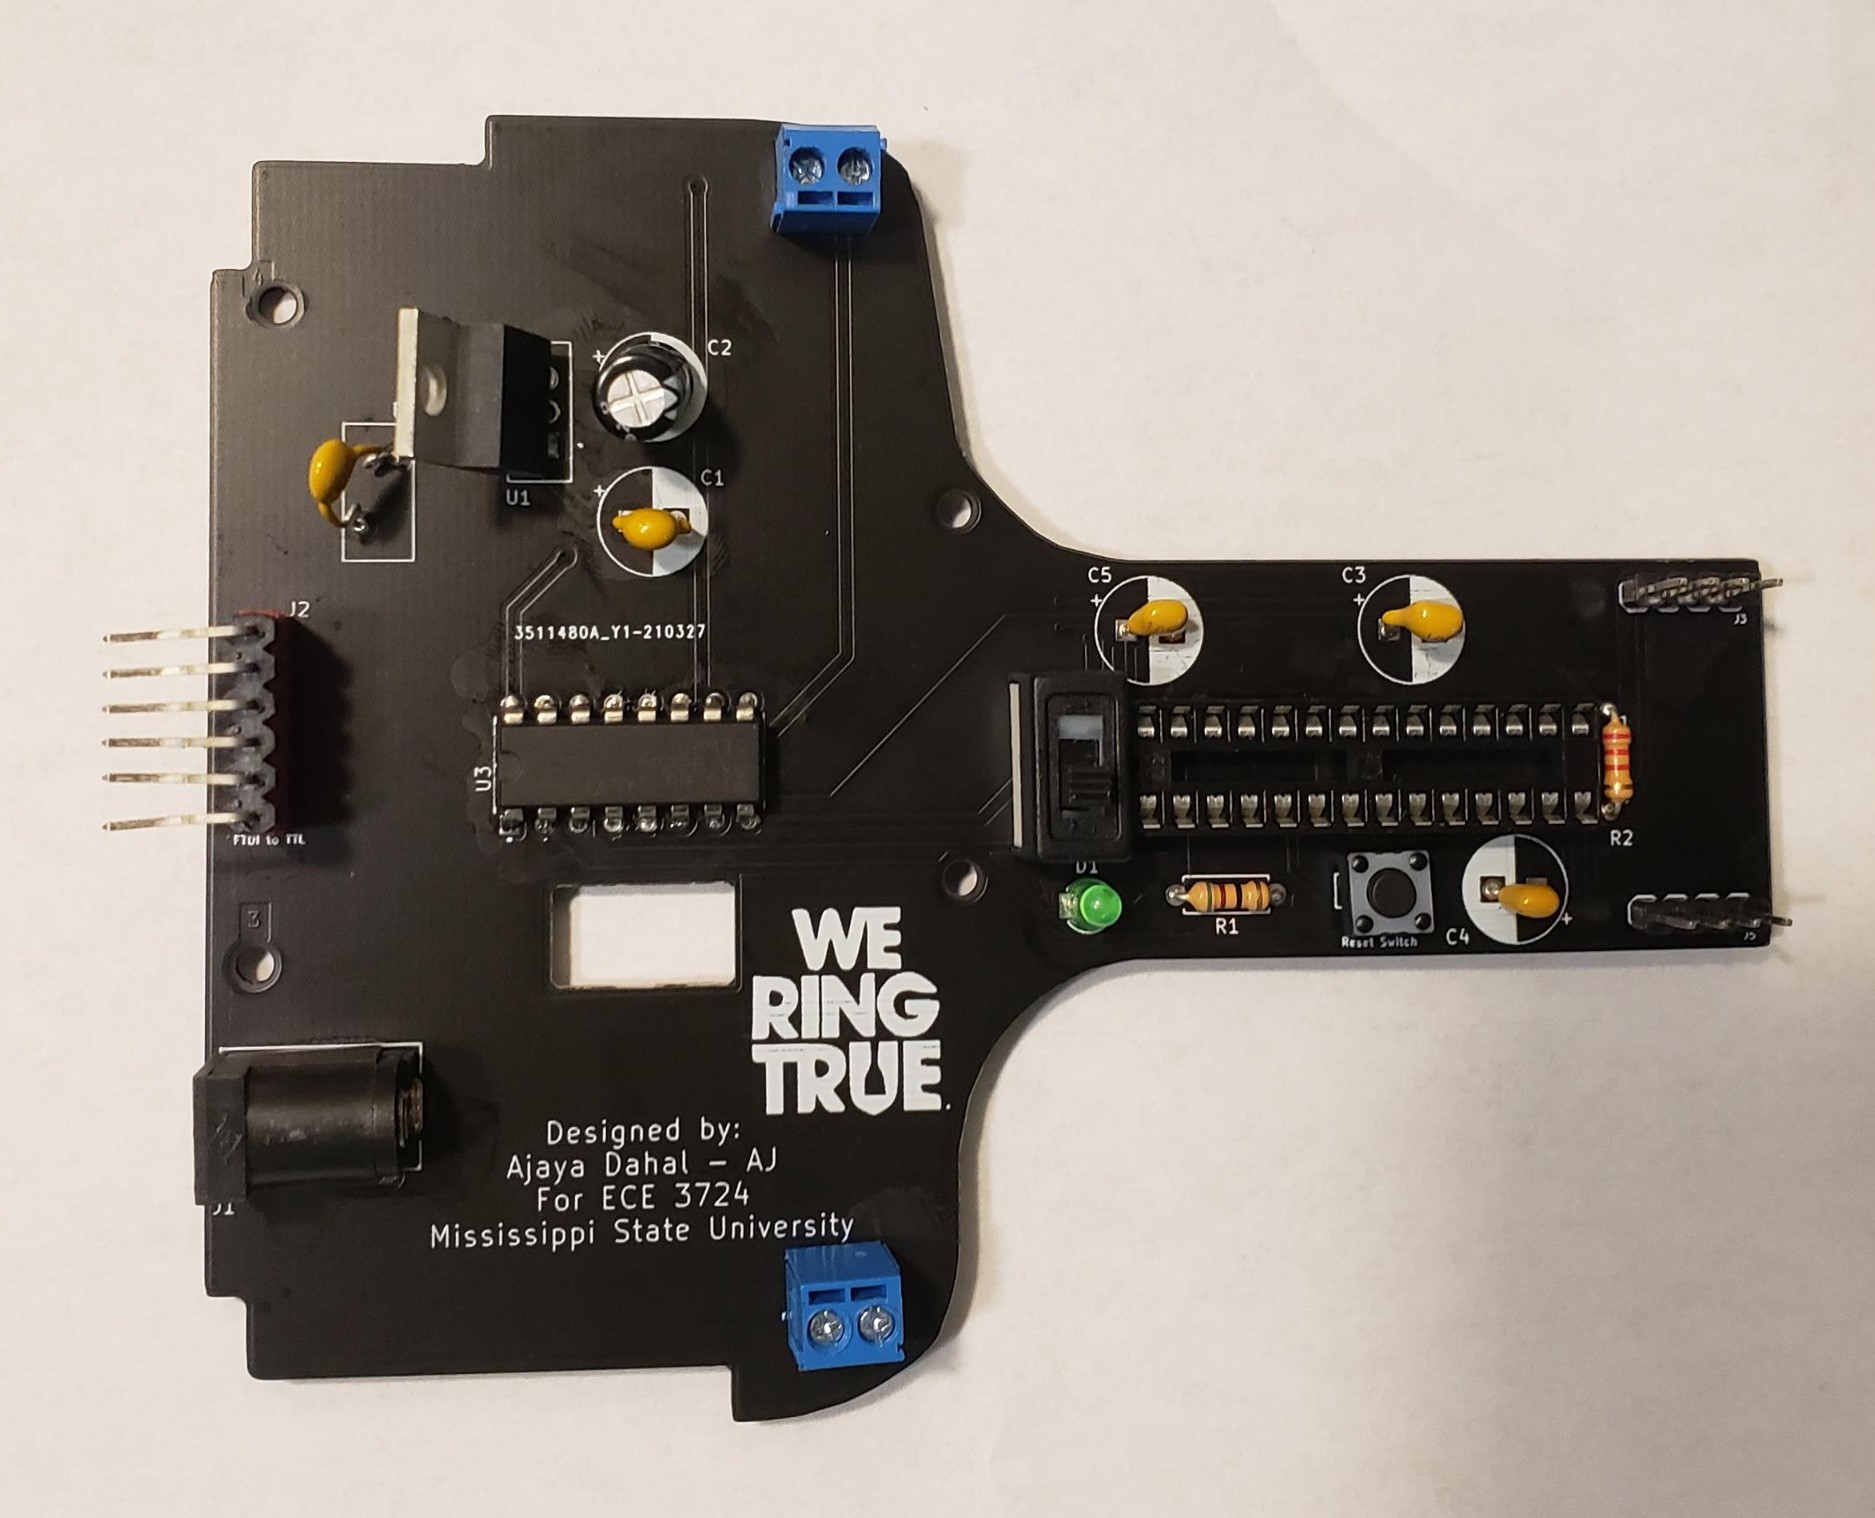 4
C2
U1
C1
J2
3511480A_Y1-210327
C5
C3
J3
U3
FTDI to TTL
D1
R1
Reset Switch
C4
R2
J5
3
WE
RING
TRUE.
J1
Designed by:
Ajaya Dahal – AJ
For ECE 3724
Mississippi State University